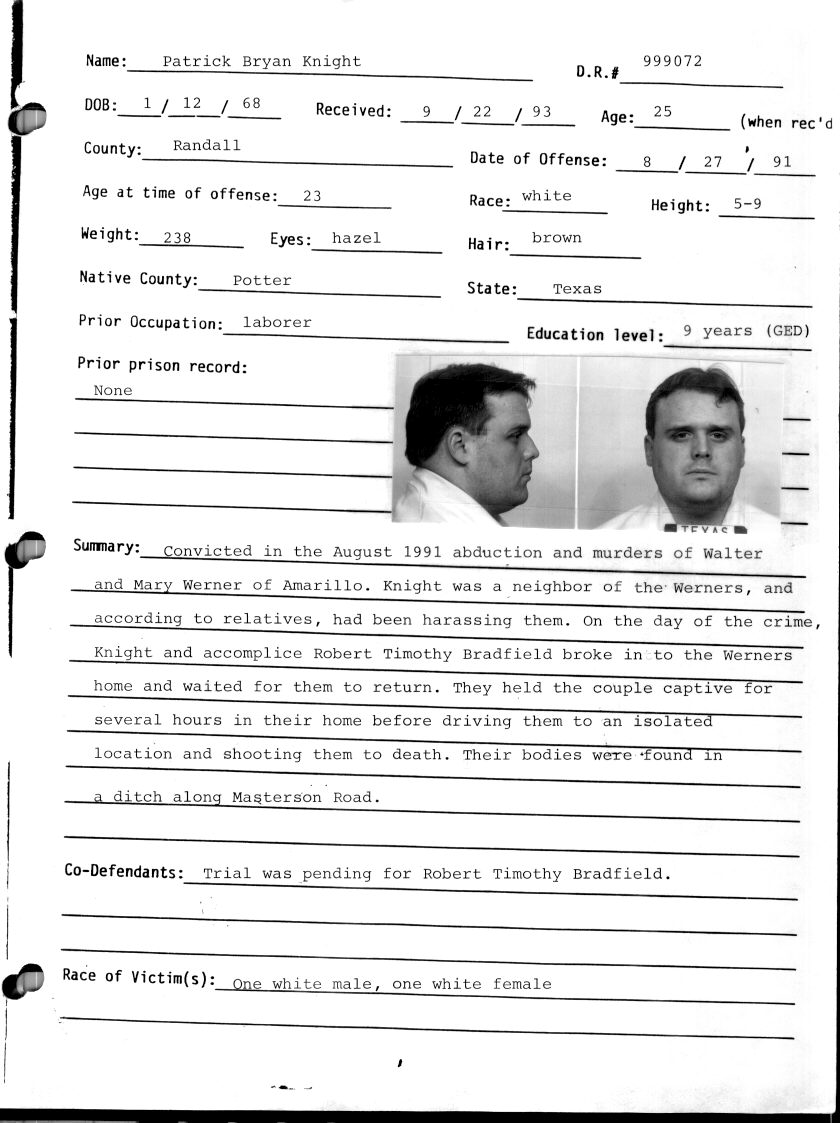 Name: Patrick Bryan Knight D.R.# 999072
DOB: 1 / 12 / 68 Received: 9 / 22 / 93 Age: 25 (when rec'd
County: Randall Date of Offense: 8 / 27 / 91
Age at time of offense: 23 Race: white Height: 5-9
Weight: 238 Eyes: hazel Hair: brown
Native County: Potter State: Texas
Prior Occupation: laborer Education level: 9 years (GED)
Prior prison record:
None
TEXAS
Summary: Convicted in the August 1991 abduction and murders of Walter
and Mary Werner of Amarillo. Knight was a neighbor of the Werners, and
according to relatives, had been harassing them. On the day of the crime,
Knight and accomplice Robert Timothy Bradfield broke in to the Werners
home and waited for them to return. They held the couple captive for
several hours in their home before driving them to an isolated
location and shooting them to death. Their bodies were found in
a ditch along Masterson Road.
Co-Defendants: Trial was pending for Robert Timothy Bradfield.
Race of Victim(s): One white male, one white female